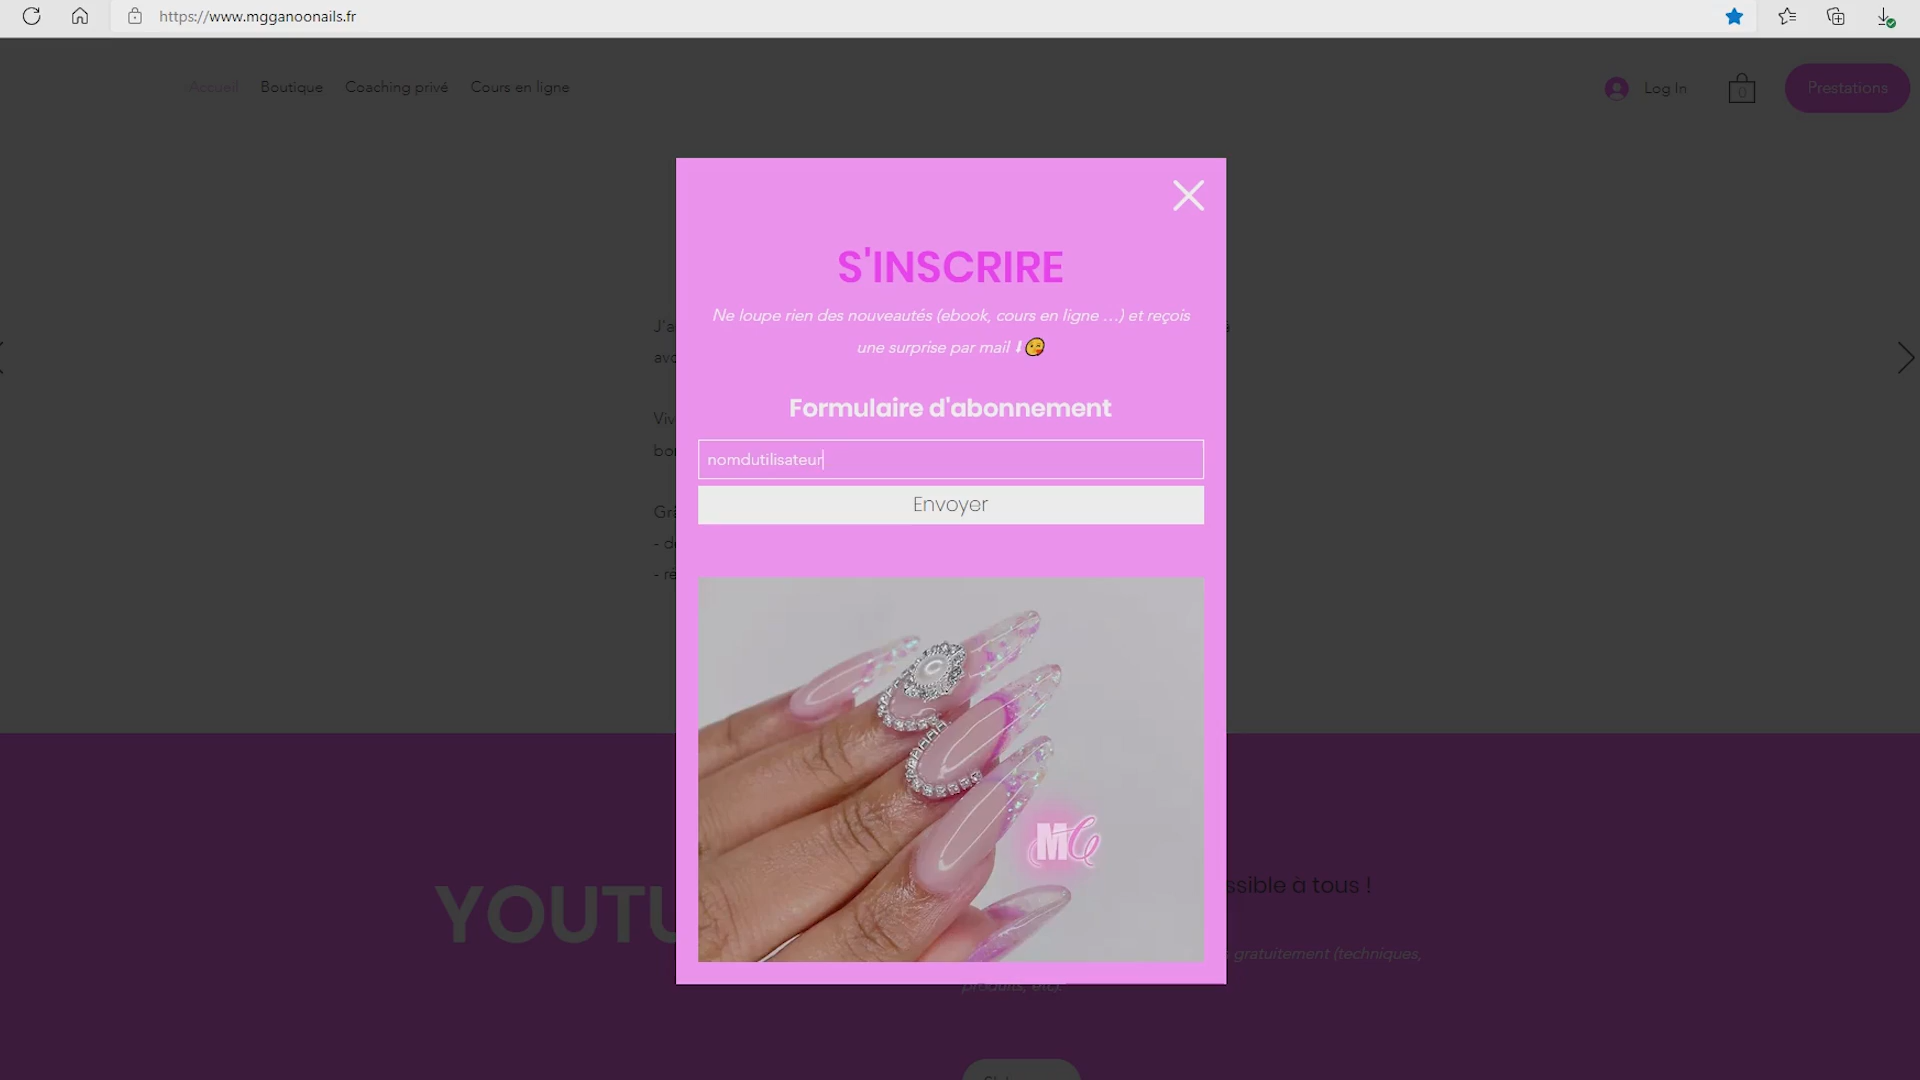 https://www.mgganoonails.fr
Accueil Boutique Coaching privé Cours en ligne
Log In 0 Prestations
S'INSCRIRE
Ne loupe rien des nouveautés (ebook, cours en ligne ...) et reçois
une surprise par mail ⬇😋
Formulaire d'abonnement
nomdutilisateur
Envoyer
MG
YOUTU
ssible à tous !
gratuitement (techniques,
produits, etc).